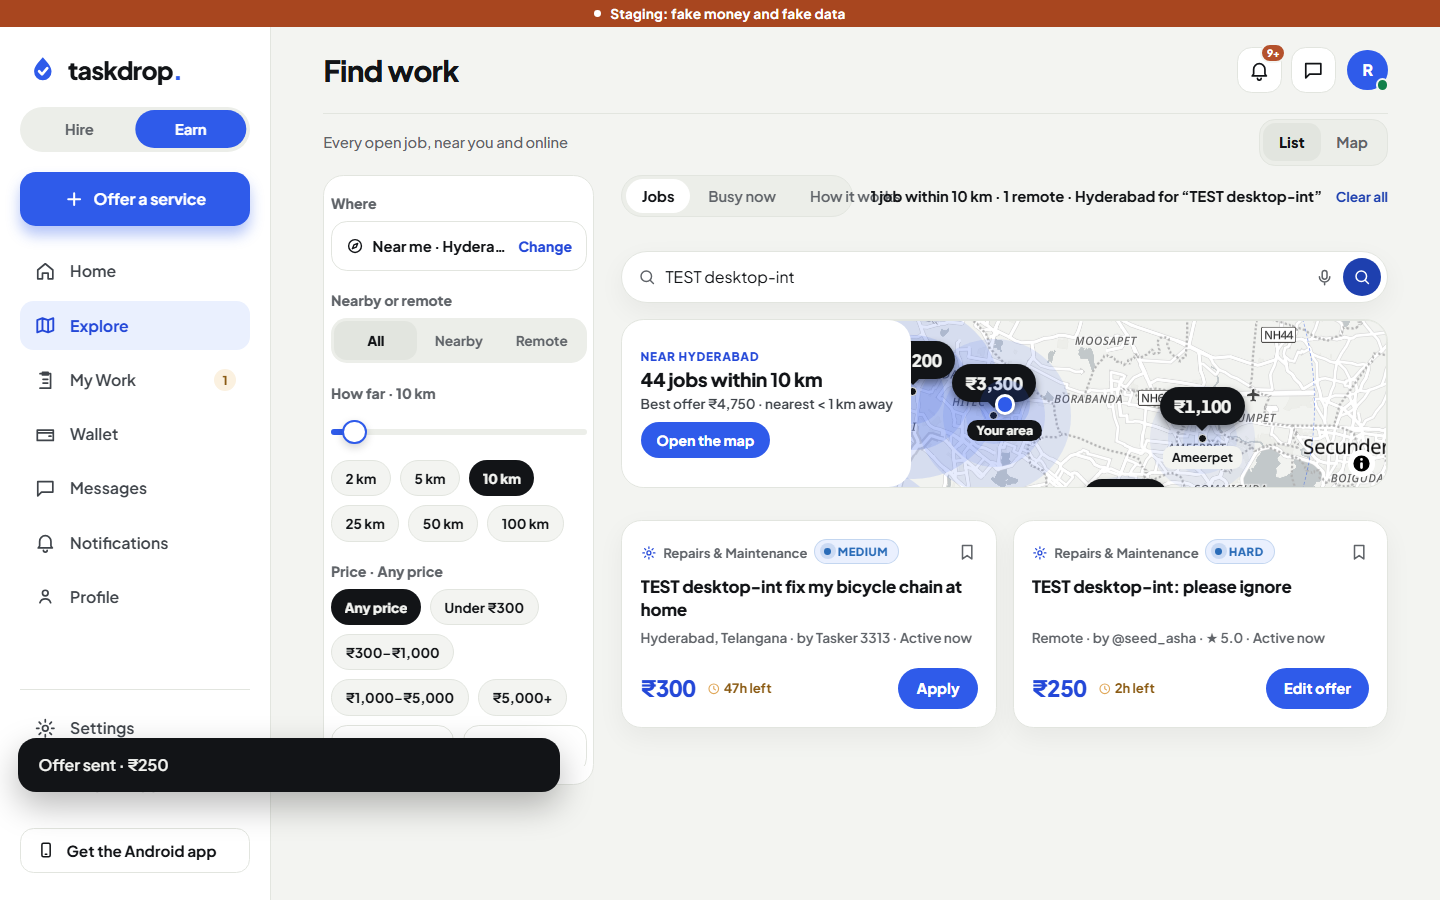 Staging: fake money and fake data
taskdrop.
Hire
Earn
Offer a service
Home
Explore
My Work
1
Wallet
Messages
Notifications
Profile
Settings
Offer sent · ₹250
Get the Android app
Find work
9+
R
Every open job, near you and online
List
Map
Where
Near me · Hydera...
Change
Nearby or remote
All
Nearby
Remote
How far · 10 km
2 km
5 km
10 km
25 km
50 km
100 km
Price · Any price
Any price
Under ₹300
₹300–₹1,000
₹1,000–₹5,000
₹5,000+
Jobs
Busy now
How it works
1 job within 10 km · 1 remote · Hyderabad for “TEST desktop-int”
Clear all
TEST desktop-int
NEAR HYDERABAD
44 jobs within 10 km
Best offer ₹4,750 · nearest < 1 km away
Open the map
200
₹3,300
Your area
MOOSAPET
BORABANDA
NH44
₹1,100
Ameerpet
Secunder
BOIGUDA
Repairs & Maintenance
MEDIUM
TEST desktop-int fix my bicycle chain at
home
Hyderabad, Telangana · by Tasker 3313 · Active now
₹300
47h left
Apply
Repairs & Maintenance
HARD
TEST desktop-int: please ignore
Remote · by @seed_asha · ★ 5.0 · Active now
₹250
2h left
Edit offer